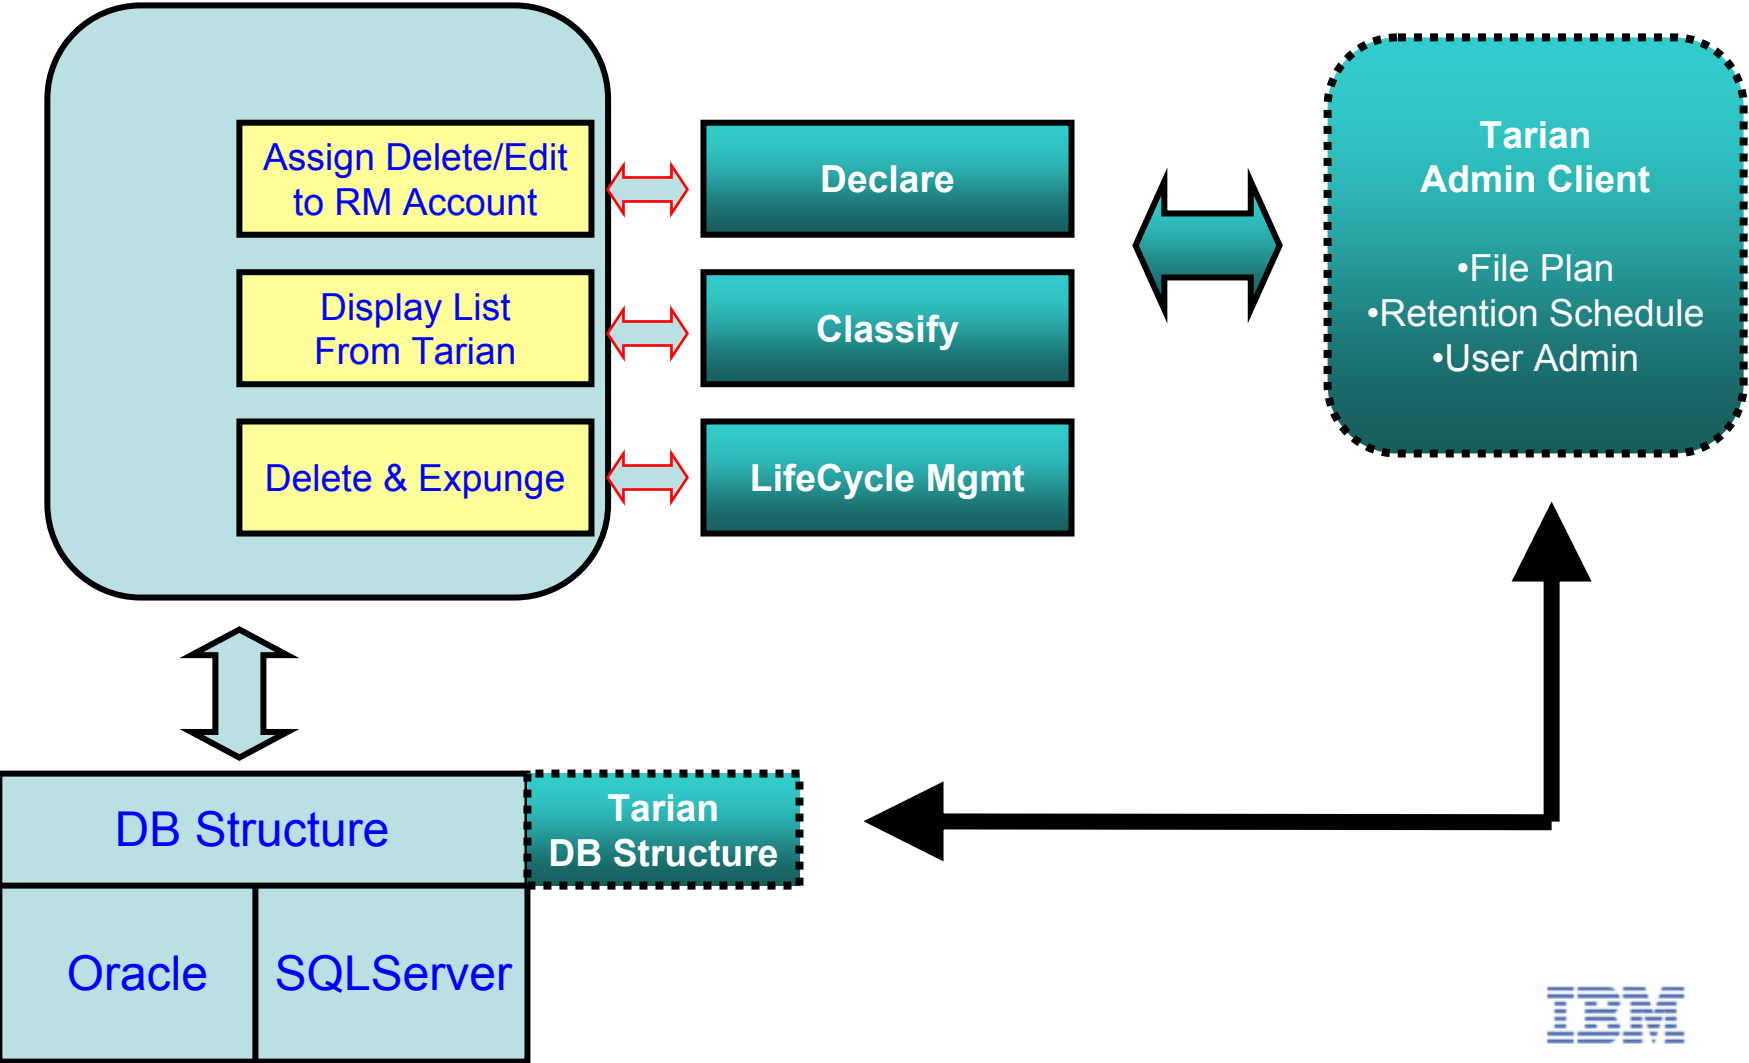 Assign Delete/Edit
to RM Account
Declare
Display List
From Tarian
Classify
Delete & Expunge
LifeCycle Mgmt
Tarian
Admin Client
•File Plan
•Retention Schedule
•User Admin
DB Structure
Tarian
DB Structure
Oracle
SQLServer
IBM